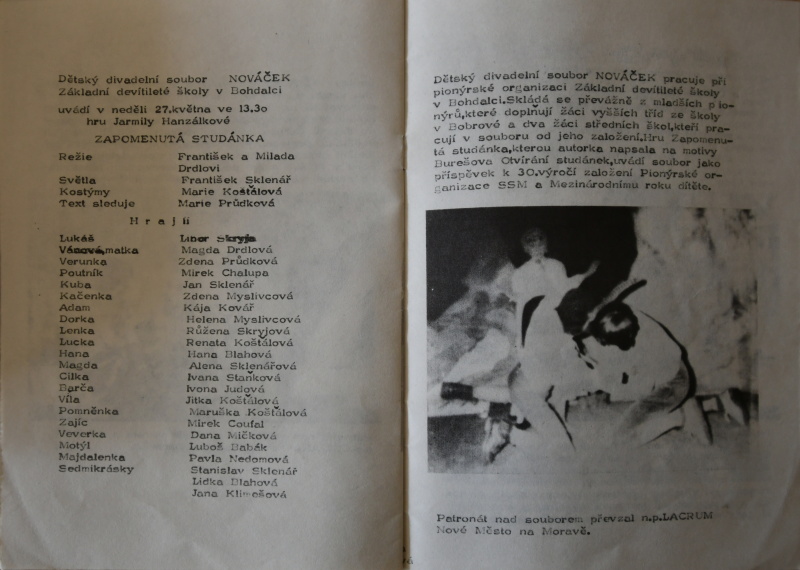 Dětský divadelní soubor NOVÁČEK
Základní devítileté školy v Bohdalci
uvádí v neděli 27.května ve 13.3o
hru Jarmily Hanzálkové
ZAPOMENUTÁ STUDÁNKA
Režie František a Milada
Drdlovi
Světla František Sklenář
Kostýmy Marie Košťálová
Text sleduje Marie Průdková
H r a j í
Lukáš Libor Skryja
Vánová,matka Magda Drdlová
Verunka Zdena Průdková
Poutník Mirek Chalupa
Kuba Jan Sklenář
Kačenka Zdena Myslivcová
Adam Kája Kovář
Dorka Helena Myslivcová
Lenka Růžena Skryjová
Lucka Renata Košťálová
Hana Hana Blahová
Magda Alena Sklenářová
Cilka Ivana Staňková
Barča Ivona Judová
Víla Jitka Košťálová
Pomněnka Maruška Košťálová
Zajíc Mirek Coufal
Veverka Dana Mičková
Motýl Luboš Babák
Majdalenka Pavla Nedomová
Sedmikrásky Stanislav Sklenář
Lidka Blahová
Jana Klimešová
Dětský divadelní soubor NOVÁČEK pracuje při
pionýrské organizaci Základní devítileté školy
v Bohdalci.Skládá se převážně z mladších pio-
nýrů,které doplňují žáci vyšších tříd ze školy
v Bobrové a dva žáci středních škol,kteří pra-
cují v souboru od jeho založení.Hru Zapomenu-
tá studánka,kterou autorka napsala na motivy
Burešova Otvírání studánek,uvádí soubor jako
příspěvek k 30.výročí založení Pionýrské or-
ganizace SSM a Mezinárodnímu roku dítěte.
Patronát nad souborem převzal n.p.LACRUM
Nové Město na Moravě.